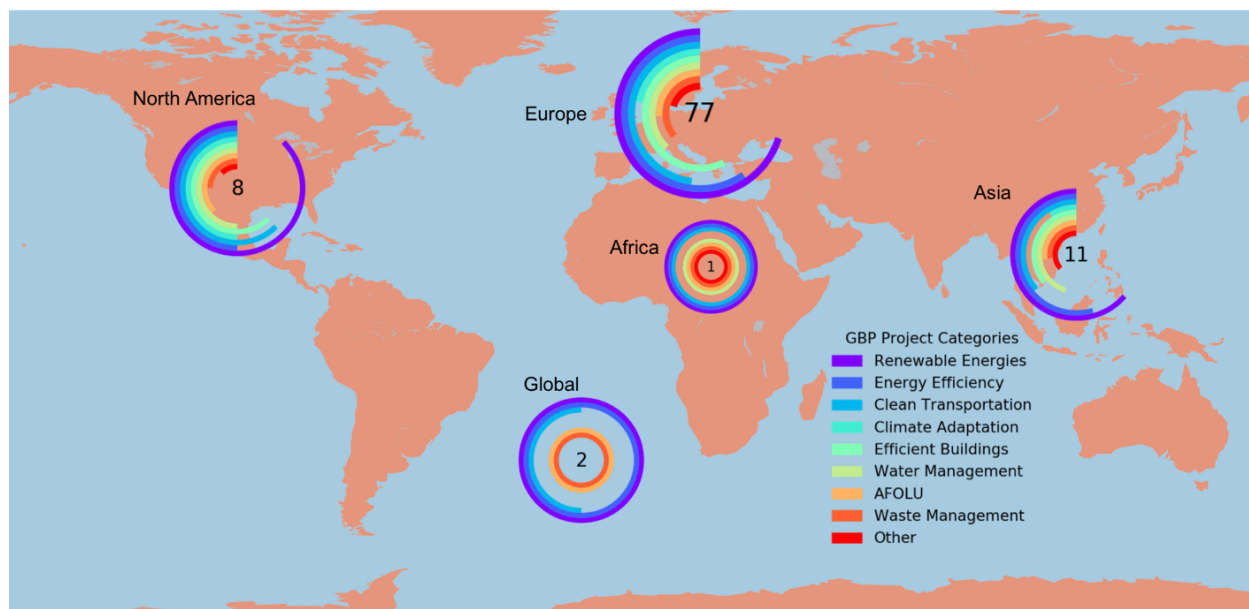 North America
8
Europe
77
Africa
1
Asia
11
Global
2
GBP Project Categories
Renewable Energies
Energy Efficiency
Clean Transportation
Climate Adaptation
Efficient Buildings
Water Management
AFOLU
Waste Management
Other